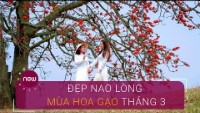 now
ĐẸP NAO LÒNG
MÙA HOA GẠO THÁNG 3